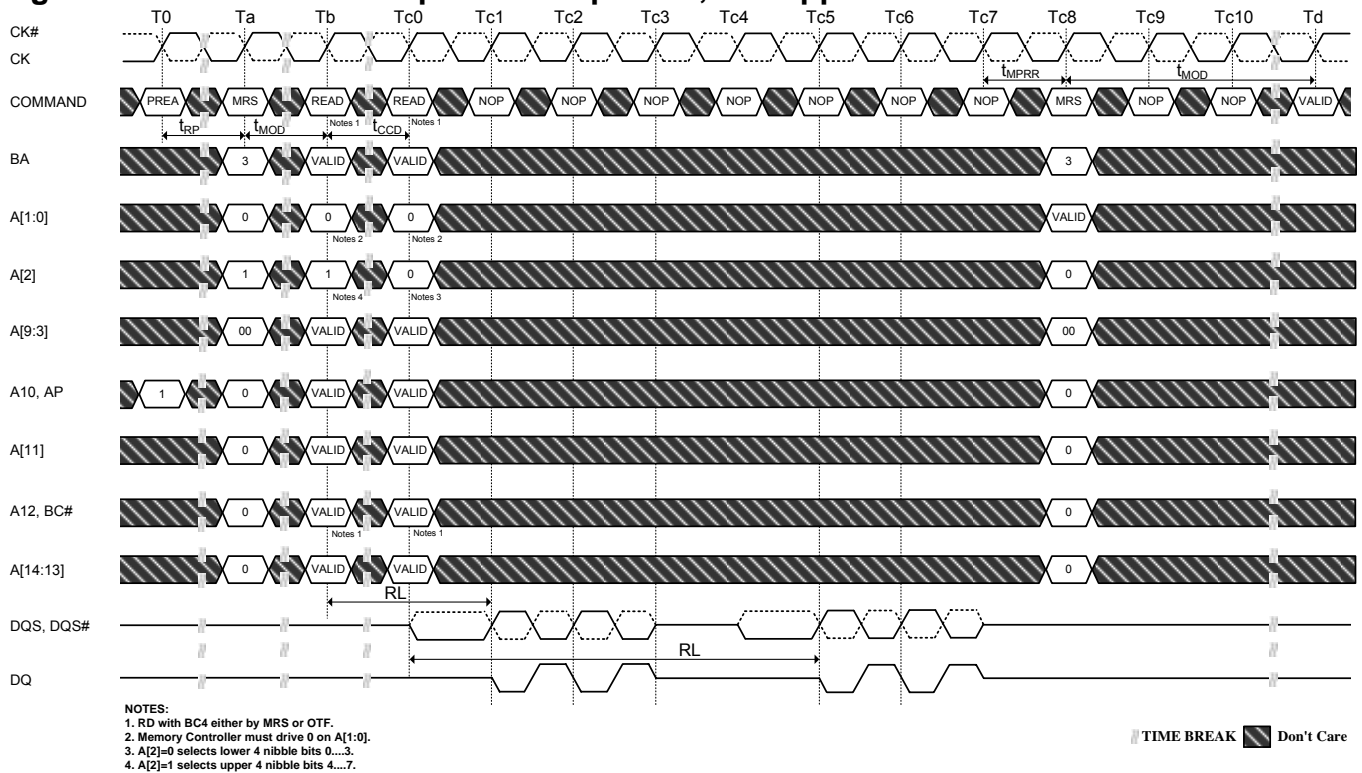 T0 Ta Tb Tc0 Tc1 Tc2 Tc3 Tc4 Tc5 Tc6 Tc7 Tc8 Tc9 Tc10 Td
CK#
CK
tMPRR tMOD
COMMAND PREA MRS READ READ NOP NOP NOP NOP NOP NOP NOP MRS NOP NOP VALID
Notes 1 Notes 1
tRP tMOD tCCD
BA 3 VALID VALID 3
A[1:0] 0 0 0 VALID
Notes 2 Notes 2
A[2] 1 1 0 0
Notes 4 Notes 3
A[9:3] 00 VALID VALID 00
A10, AP 1 0 VALID VALID 0
A[11] 0 VALID VALID 0
A12, BC# 0 VALID VALID 0
Notes 1 Notes 1
A[14:13] 0 VALID VALID 0
RL
DQS, DQS#
RL
DQ
NOTES:
1. RD with BC4 either by MRS or OTF.
2. Memory Controller must drive 0 on A[1:0].
3. A[2]=0 selects lower 4 nibble bits 0....3.
4. A[2]=1 selects upper 4 nibble bits 4....7.
TIME BREAK Don't Care